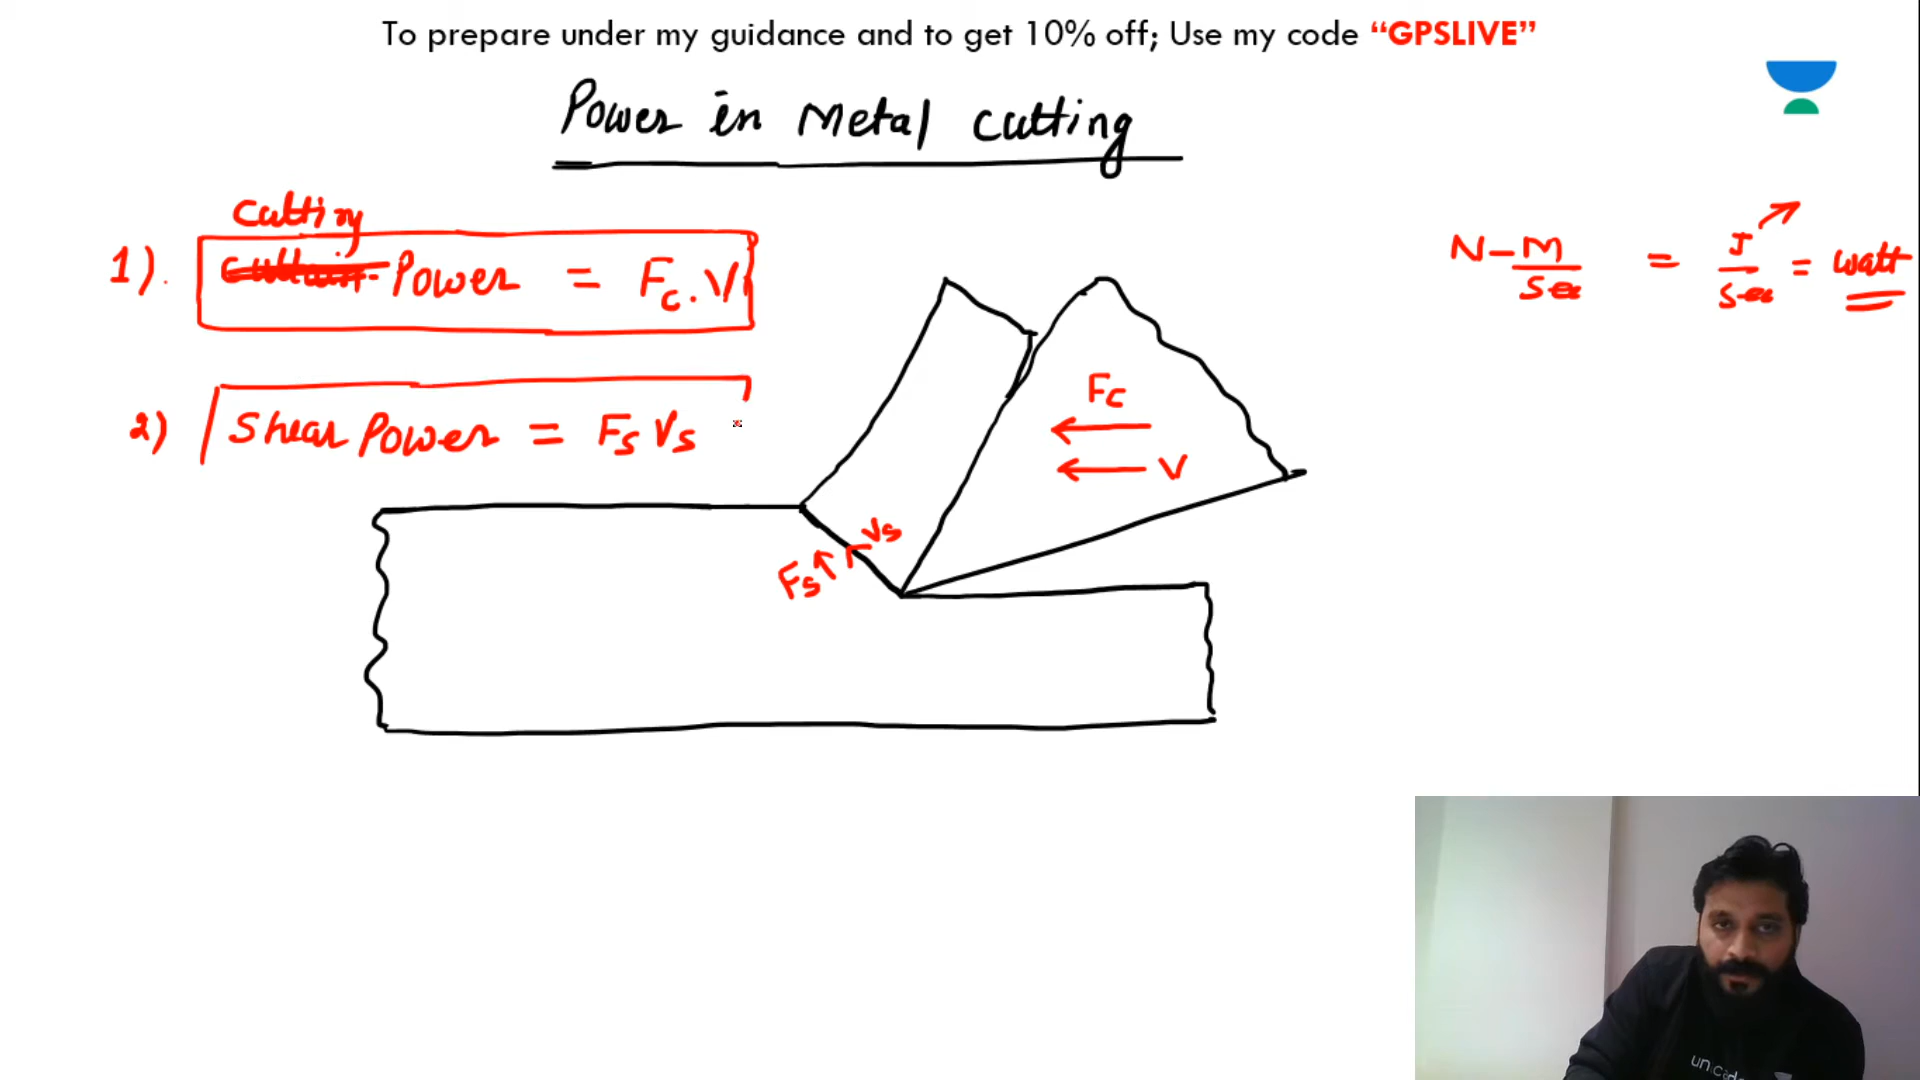 To prepare under my guidance and to get 10% off; Use my code “GPSLIVE”
Power in Metal Cutting
Cutting
1). Power = Fc.V
N-M/Sec = J/Sec = watt
2) Shear Power = Fs Vs
Fc
V
Vs
Fs